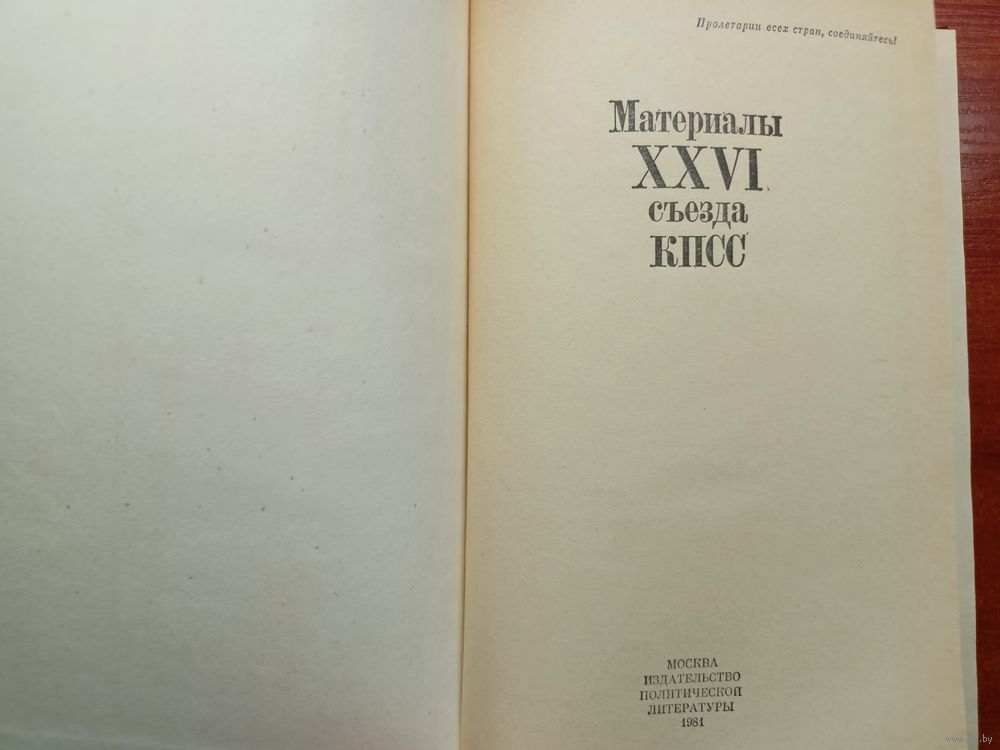 Пролетарии всех стран, соединяйтесь!
Материалы
XXVI
съезда
КПСС
МОСКВА
ИЗДАТЕЛЬСТВО
ПОЛИТИЧЕСКОЙ
ЛИТЕРАТУРЫ
1981